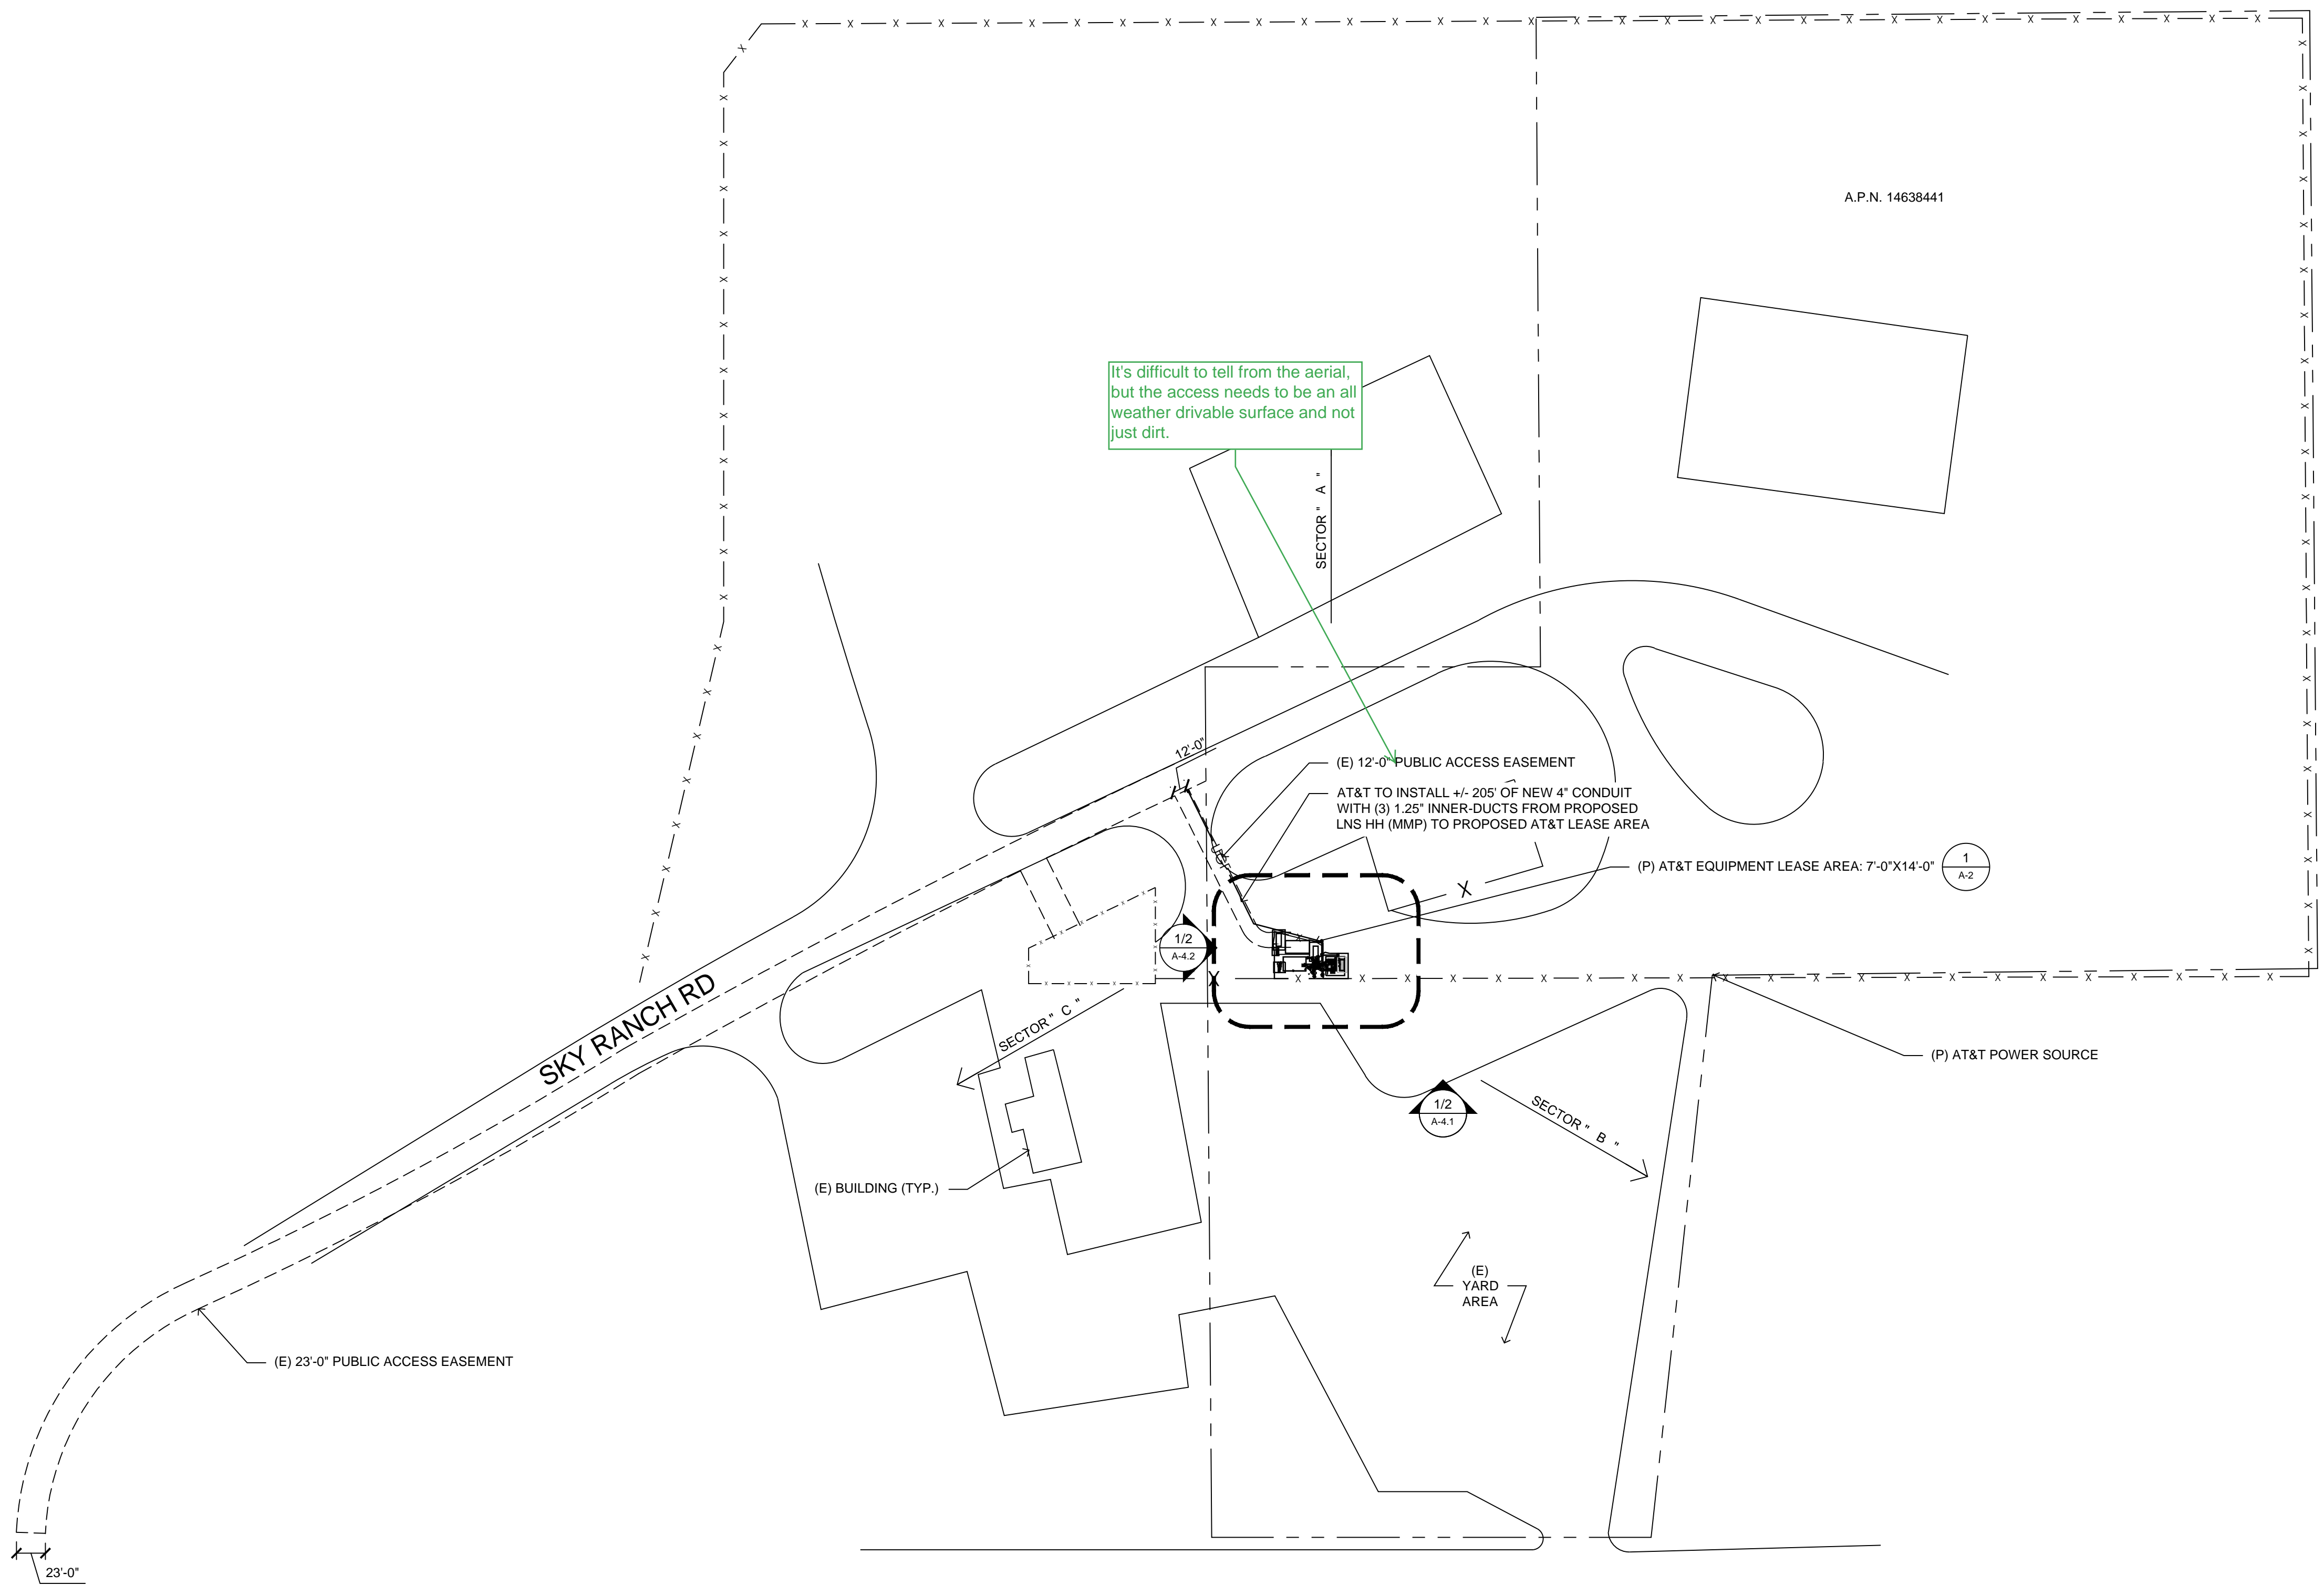 A.P.N. 14638441
It's difficult to tell from the aerial,
but the access needs to be an all
weather drivable surface and not
just dirt.
SECTOR " A "
12'-0"
(E) 12'-0" PUBLIC ACCESS EASEMENT
AT&T TO INSTALL +/- 205' OF NEW 4" CONDUIT
WITH (3) 1.25" INNER-DUCTS FROM PROPOSED
LNS HH (MMP) TO PROPOSED AT&T LEASE AREA
(P) AT&T EQUIPMENT LEASE AREA: 7'-0"X14'-0"
1
A-2
1/2
A-4.2
SKY RANCH RD
SECTOR " C "
(P) AT&T POWER SOURCE
1/2
A-4.1
SECTOR " B "
(E) BUILDING (TYP.)
(E)
YARD
AREA
(E) 23'-0" PUBLIC ACCESS EASEMENT
23'-0"